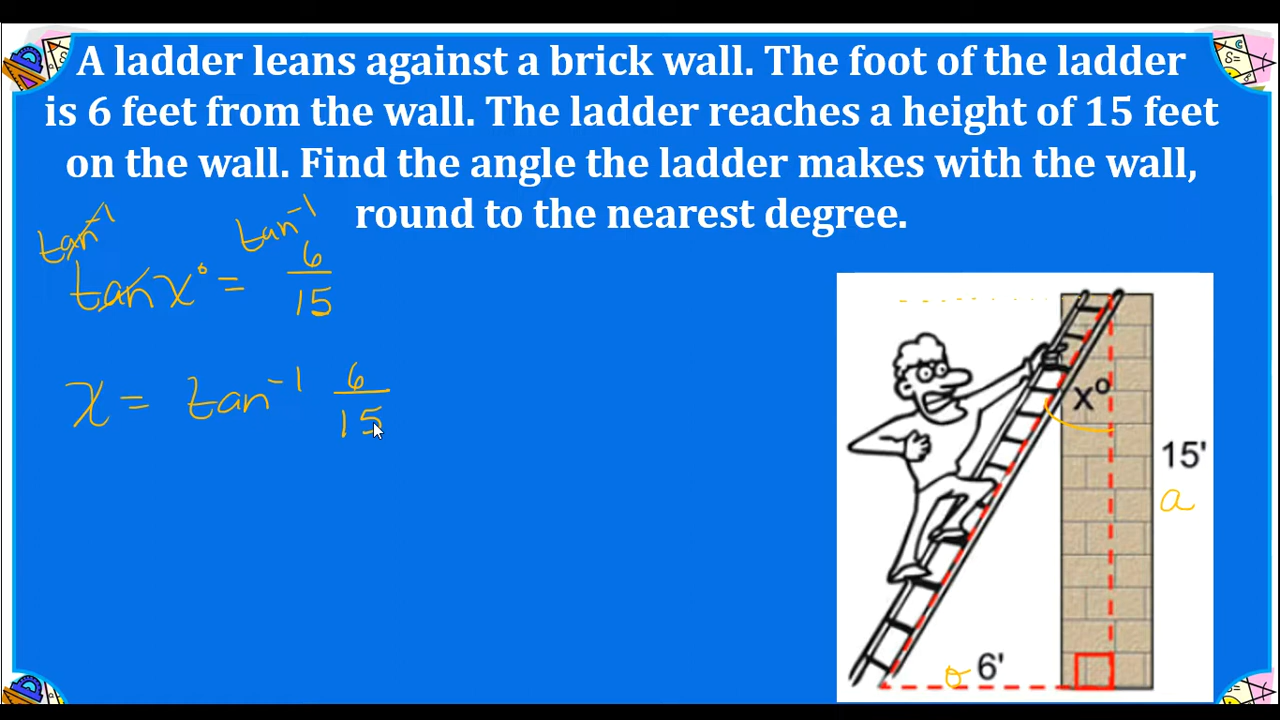 A ladder leans against a brick wall. The foot of the ladder
is 6 feet from the wall. The ladder reaches a height of 15 feet
on the wall. Find the angle the ladder makes with the wall,
round to the nearest degree.
tan⁻¹ tan⁻¹
tan x° = 6/15
x = tan⁻¹ 6/15
x°
15'
a
o 6'